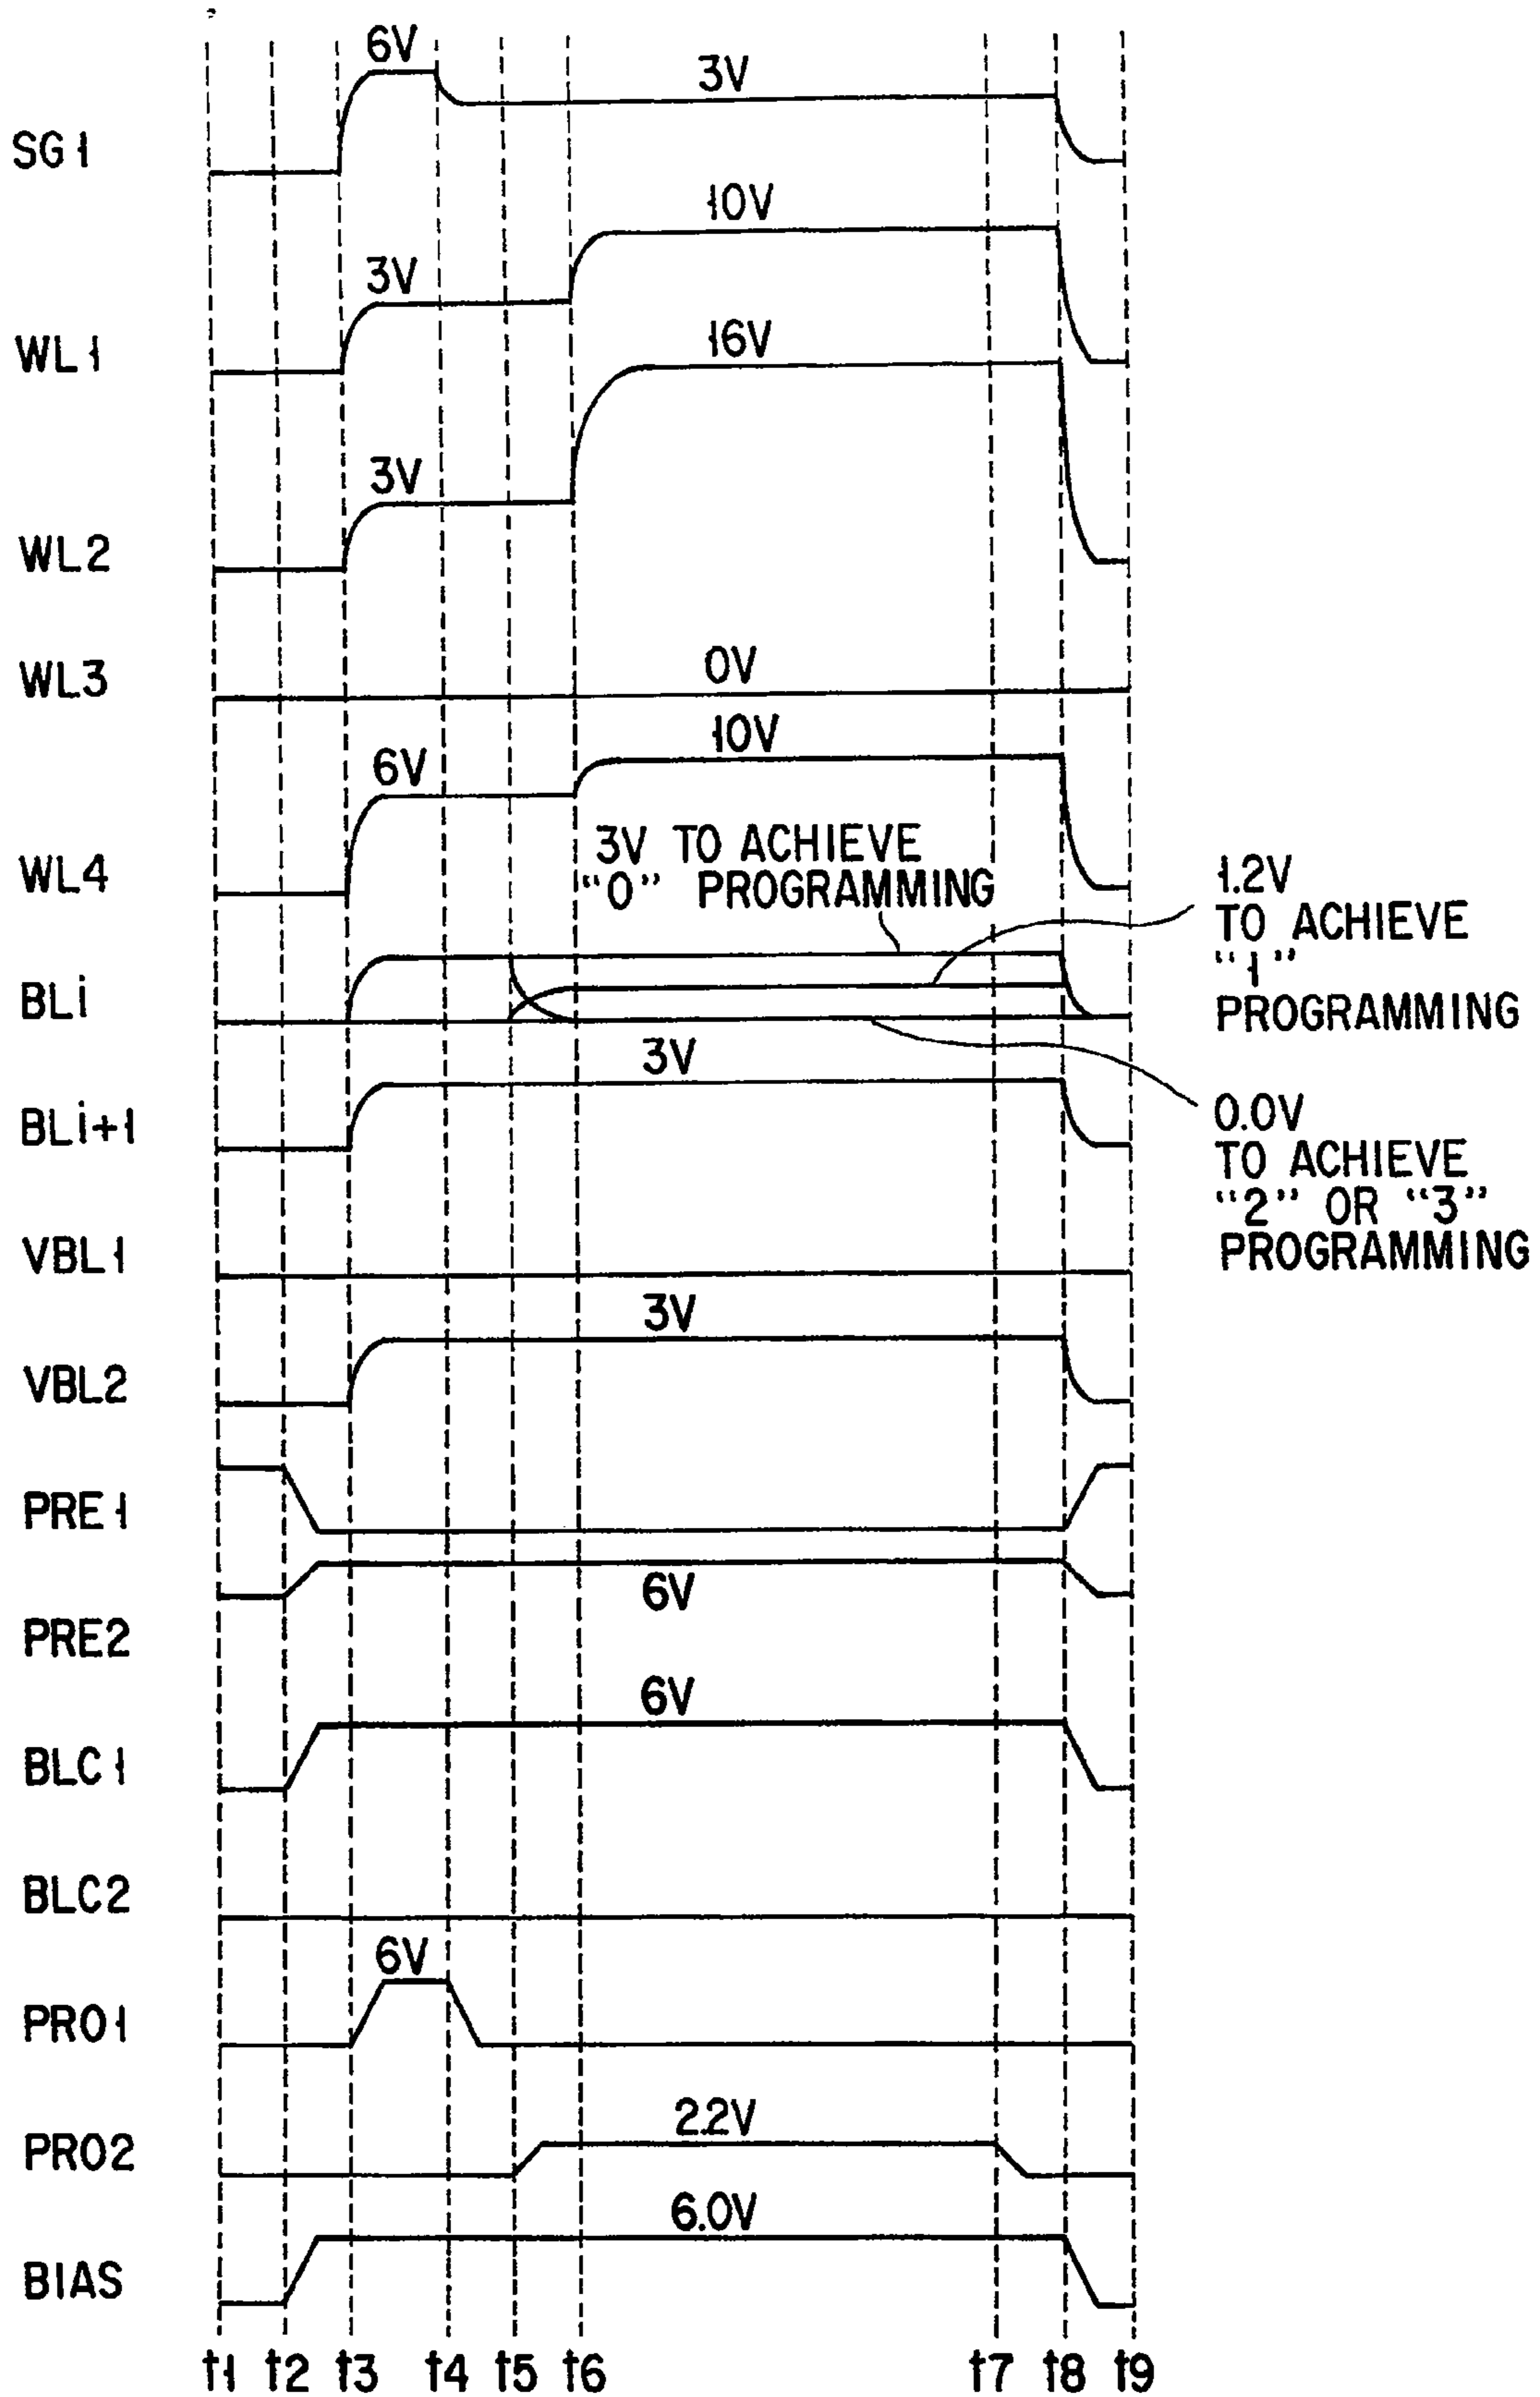 6V
3V
SG1
10V
3V
WL1
16V
3V
WL2
0V
WL3
10V
6V
WL4
3V TO ACHIEVE
“0” PROGRAMMING
1.2V
TO ACHIEVE
“1”
PROGRAMMING
BLi
3V
BLi+1
0.0V
TO ACHIEVE
“2” OR “3”
PROGRAMMING
VBL1
3V
VBL2
PRE1
6V
PRE2
6V
BLC1
BLC2
6V
PRO1
2.2V
PRO2
6.0V
BIAS
t1 t2 t3 t4 t5 t6 t7 t8 t9